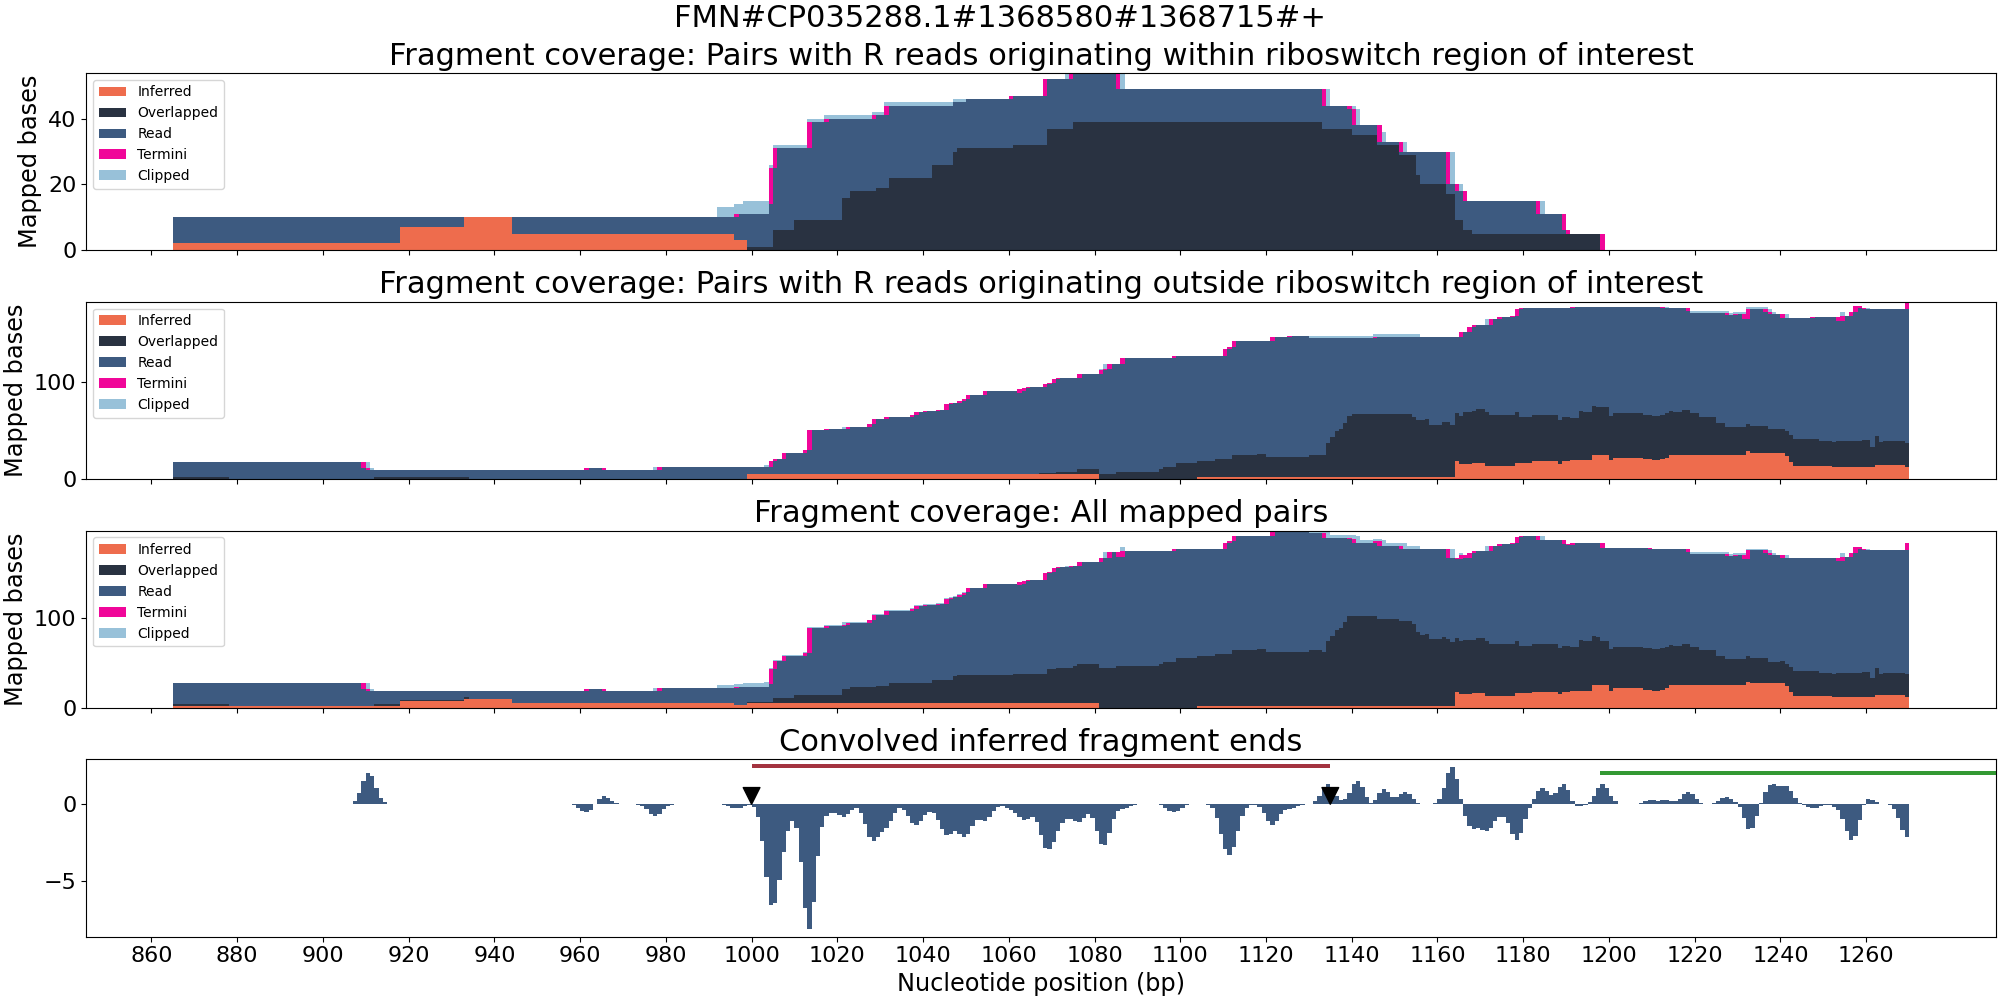 FMN#CP035288.1#1368580#1368715#+
Fragment coverage: Pairs with R reads originating within riboswitch region of interest
Mapped bases
40
20
0
Inferred
Overlapped
Read
Termini
Clipped
Fragment coverage: Pairs with R reads originating outside riboswitch region of interest
Mapped bases
100
0
Inferred
Overlapped
Read
Termini
Clipped
Fragment coverage: All mapped pairs
Mapped bases
100
0
Inferred
Overlapped
Read
Termini
Clipped
Convolved inferred fragment ends
0
−5
860 880 900 920 940 960 980 1000 1020 1040 1060 1080 1100 1120 1140 1160 1180 1200 1220 1240 1260
Nucleotide position (bp)